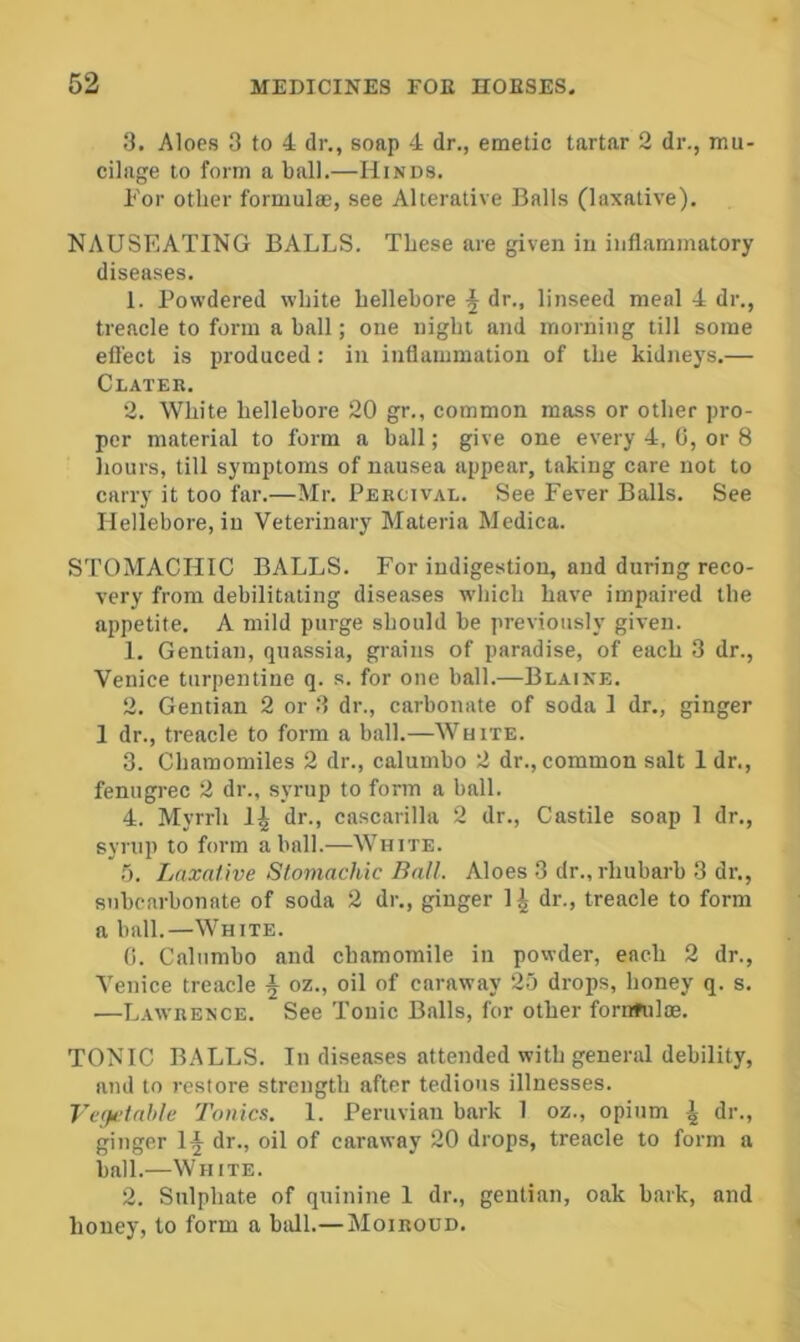 52 MEDICINES FOR HORSES.
3. Aloes 3 to 4 dr., soap 4 dr., emetic tartar 2 dr., mu-
cilage to form a ball.—HINDS.
For other formulæ, see Alterative Balls (laxative).
NAUSEATING BALLS. These are given in inflammatory
diseases.
1. Powdered white hellebore ½ dr., linseed meal 4 dr.,
treacle to form a ball; one night and morning till some
effect is produced: in inflammation of the kidneys.—
CLATER.
2. White hellebore 20 gr., common mass or other pro-
per material to form a ball; give one every 4, 6, or 8
hours, till symptoms of nausea appear, taking care not to
carry it too far.—Mr. PERCIVAL. See Fever Balls. See
Hellebore, in Veterinary Materia Medica.
STOMACHIC BALLS. For indigestion, and during reco-
very from debilitating diseases which have impaired the
appetite. A mild purge should be previously given.
1. Gentian, quassia, grains of paradise, of each 3 dr.,
Venice turpentine q. s. for one ball.—BLAINE.
2. Gentian 2 or 3 dr., carbonate of soda 1 dr., ginger
1 dr., treacle to form a ball.—WHITE.
3. Chamomiles 2 dr., calumbo 2 dr., common salt 1 dr.,
fenugrec 2 dr., syrup to form a ball.
4. Myrrh 1½ dr., cascarilla 2 dr., Castile soap 1 dr.,
syrup to form a ball.—WHITE.
5. Laxative Stomachic Ball. Aloes 3 dr., rhubarb 3 dr.,
subcarbonate of soda 2 dr., ginger 1½ dr., treacle to form
a ball.—WHITE.
6. Calumbo and chamomile in powder, each 2 dr.,
Venice treacle ½ oz., oil of caraway 25 drops, honey q. s.
—LAWRENCE. See Tonic Balls, for other formulæ.
TONIC BALLS. In diseases attended with general debility,
and to restore strength after tedious illnesses.
Vegetable Tonics. 1. Peruvian bark 1 oz., opium ½ dr.,
ginger 1½ dr., oil of caraway 20 drops, treacle to form a
ball.—WHITE.
2. Sulphate of quinine 1 dr., gentian, oak bark, and
honey, to form a ball.—MOIROUD.